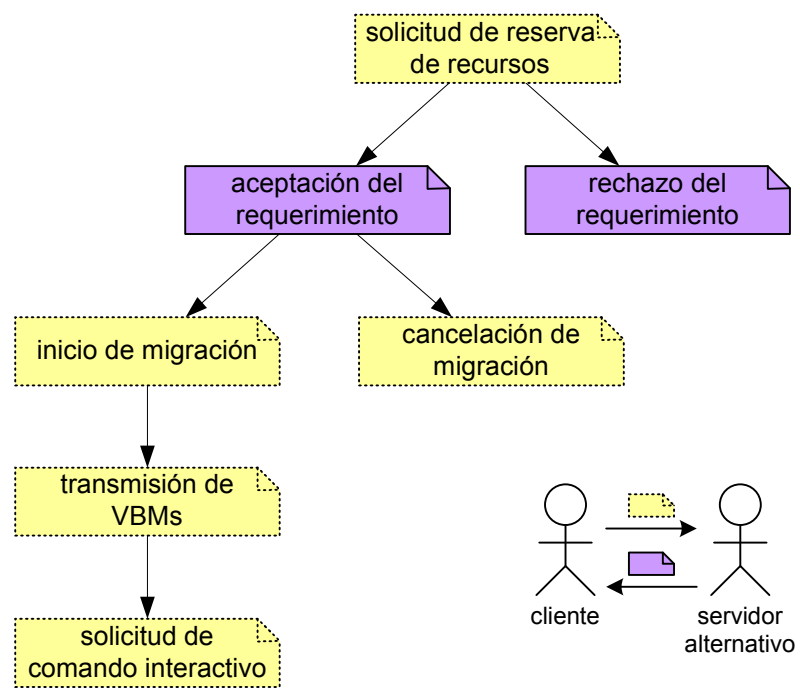 solicitud de reserva
de recursos
aceptación del
requerimiento
rechazo del
requerimiento
inicio de migración
cancelación de
migración
transmisión de
VBMs
solicitud de
comando interactivo
cliente
servidor
alternativo